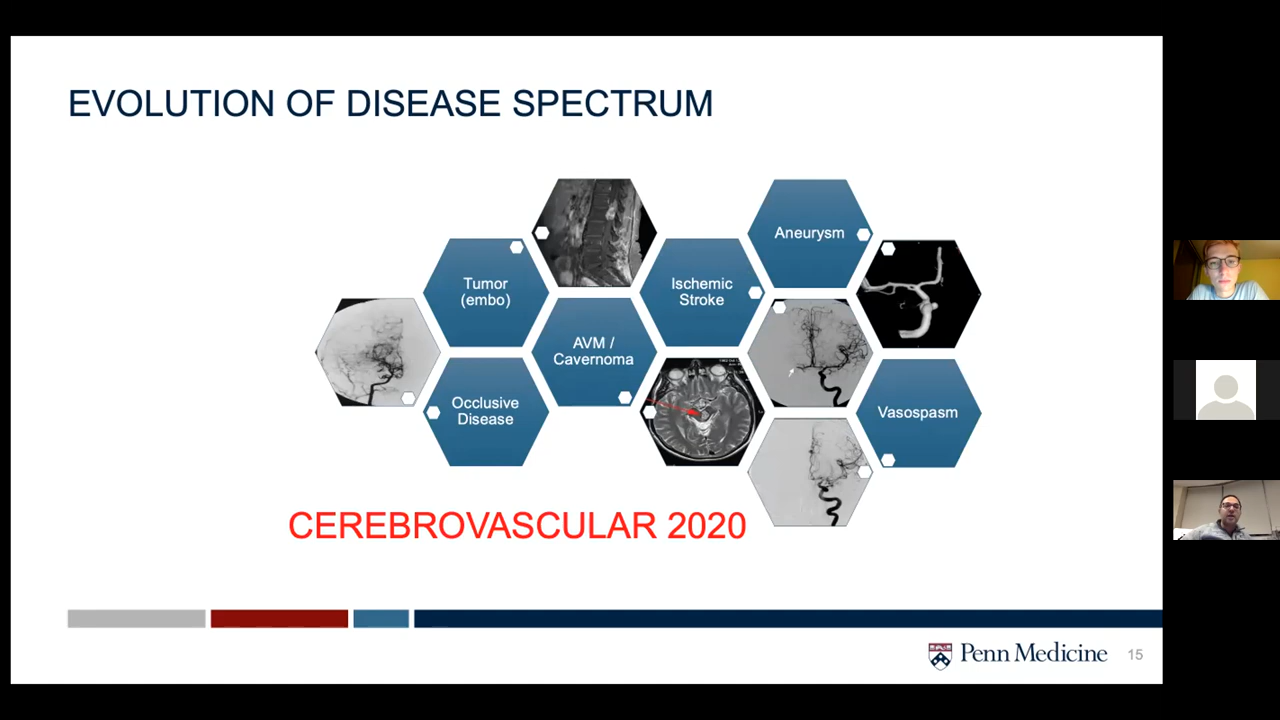 EVOLUTION OF DISEASE SPECTRUM
Aneurysm
Tumor
(embo)
Ischemic
Stroke
AVM /
Cavernoma
Occlusive
Disease
Vasospasm
CEREBROVASCULAR 2020
Penn Medicine
15